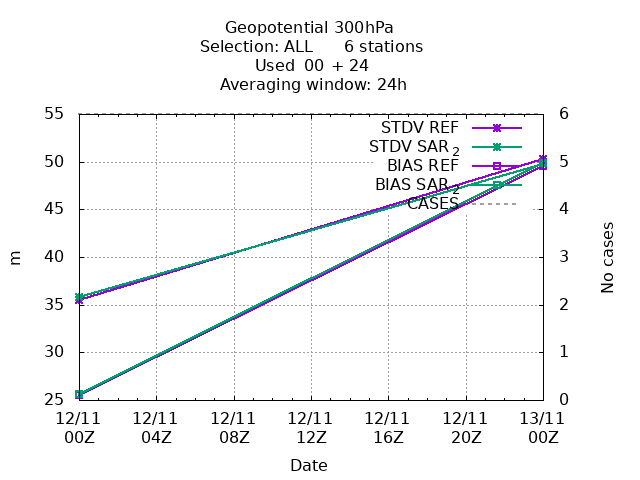 Geopotential 300hPa
Selection: ALL 6 stations
Used 00 + 24
Averaging window: 24h
55
50
45
40
35
30
25
m
6
5
4
3
2
1
0
No cases
STDV REF
STDV SAR 2
BIAS REF
BIAS SAR 2
CASES
12/11 12/11 12/11 12/11 12/11 12/11 13/11
00Z 04Z 08Z 12Z 16Z 20Z 00Z
Date